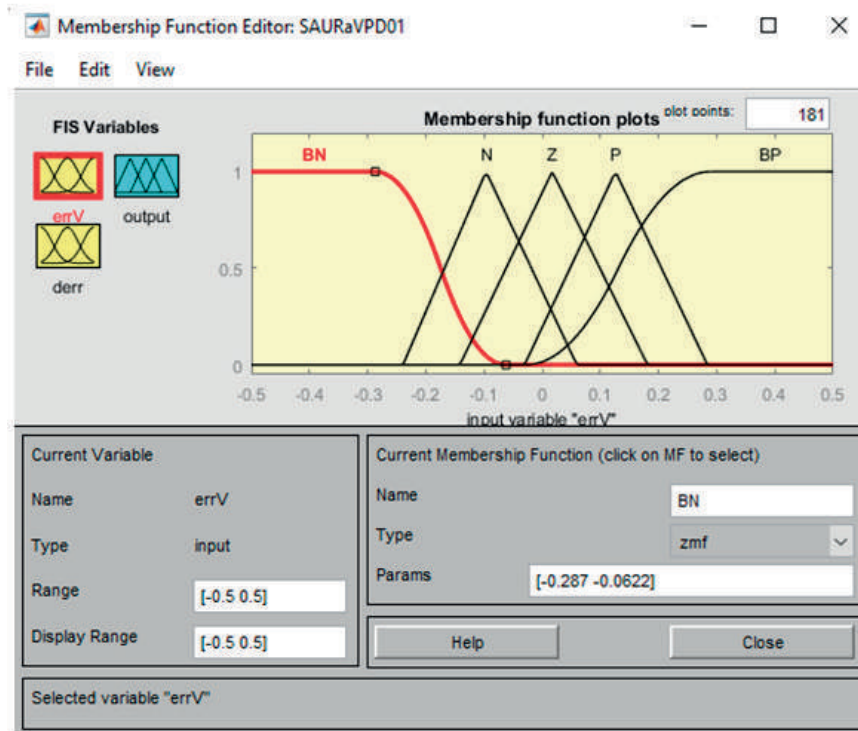 Membership Function Editor: SAURaVPD01
File Edit View
FIS Variables
errV output
derr
Membership function plots plot points: 181
BN N Z P BP
1
0.5
0
-0.5 -0.4 -0.3 -0.2 -0.1 0 0.1 0.2 0.3 0.4 0.5
input variable "errV"
Current Variable
Name errV
Type input
Range [-0.5 0.5]
Display Range [-0.5 0.5]
Current Membership Function (click on MF to select)
Name BN
Type zmf
Params [-0.287 -0.0622]
Help Close
Selected variable "errV"